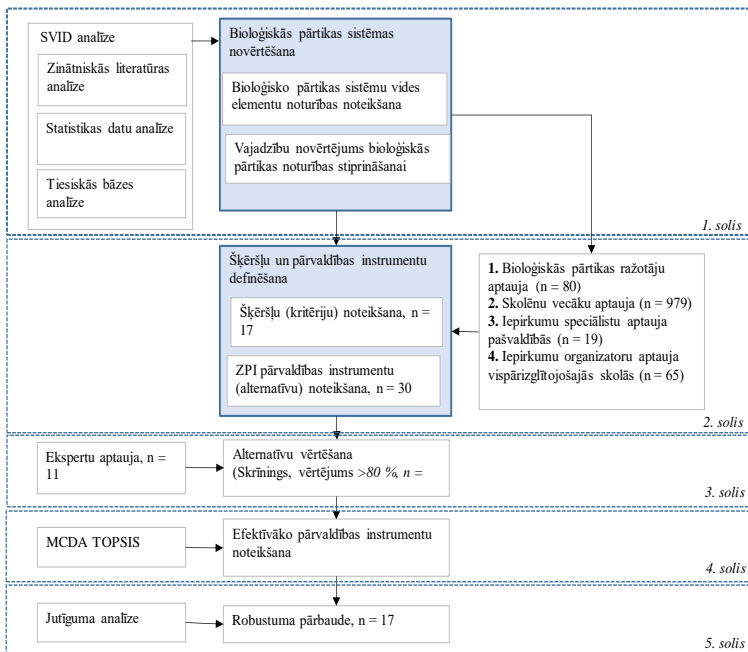 SVID analīze
Zinātniskās literatūras
analīze
Statistikas datu analīze
Tiesiskās bāzes
analīze
Bioloģiskās pārtikas sistēmas
novērtēšana
Bioloģisko pārtikas sistēmu vides
elementu noturības noteikšana
Vajadzību novērtējums bioloģiskās
pārtikas noturības stiprināšanai
1. solis
Šķēršļu un pārvaldības instrumentu
definēšana
Šķēršļu (kritēriju) noteikšana, n =
17
ZPI pārvaldības instrumentu
(alternatīvu) noteikšana, n = 30
1. Bioloģiskās pārtikas ražotāju
aptauja (n = 80)
2. Skolēnu vecāku aptauja (n = 979)
3. Iepirkumu speciālistu aptauja
pašvaldībās (n = 19)
4. Iepirkumu organizatoru aptauja
vispārizglītojošajās skolās (n = 65)
2. solis
Ekspertu aptauja, n =
11
Alternatīvu vērtēšana
(Skrīnings, vērtējums >80 %, n =
3. solis
MCDA TOPSIS
Efektīvāko pārvaldības instrumentu
noteikšana
4. solis
Jutīguma analīze
Robustuma pārbaude, n = 17
5. solis